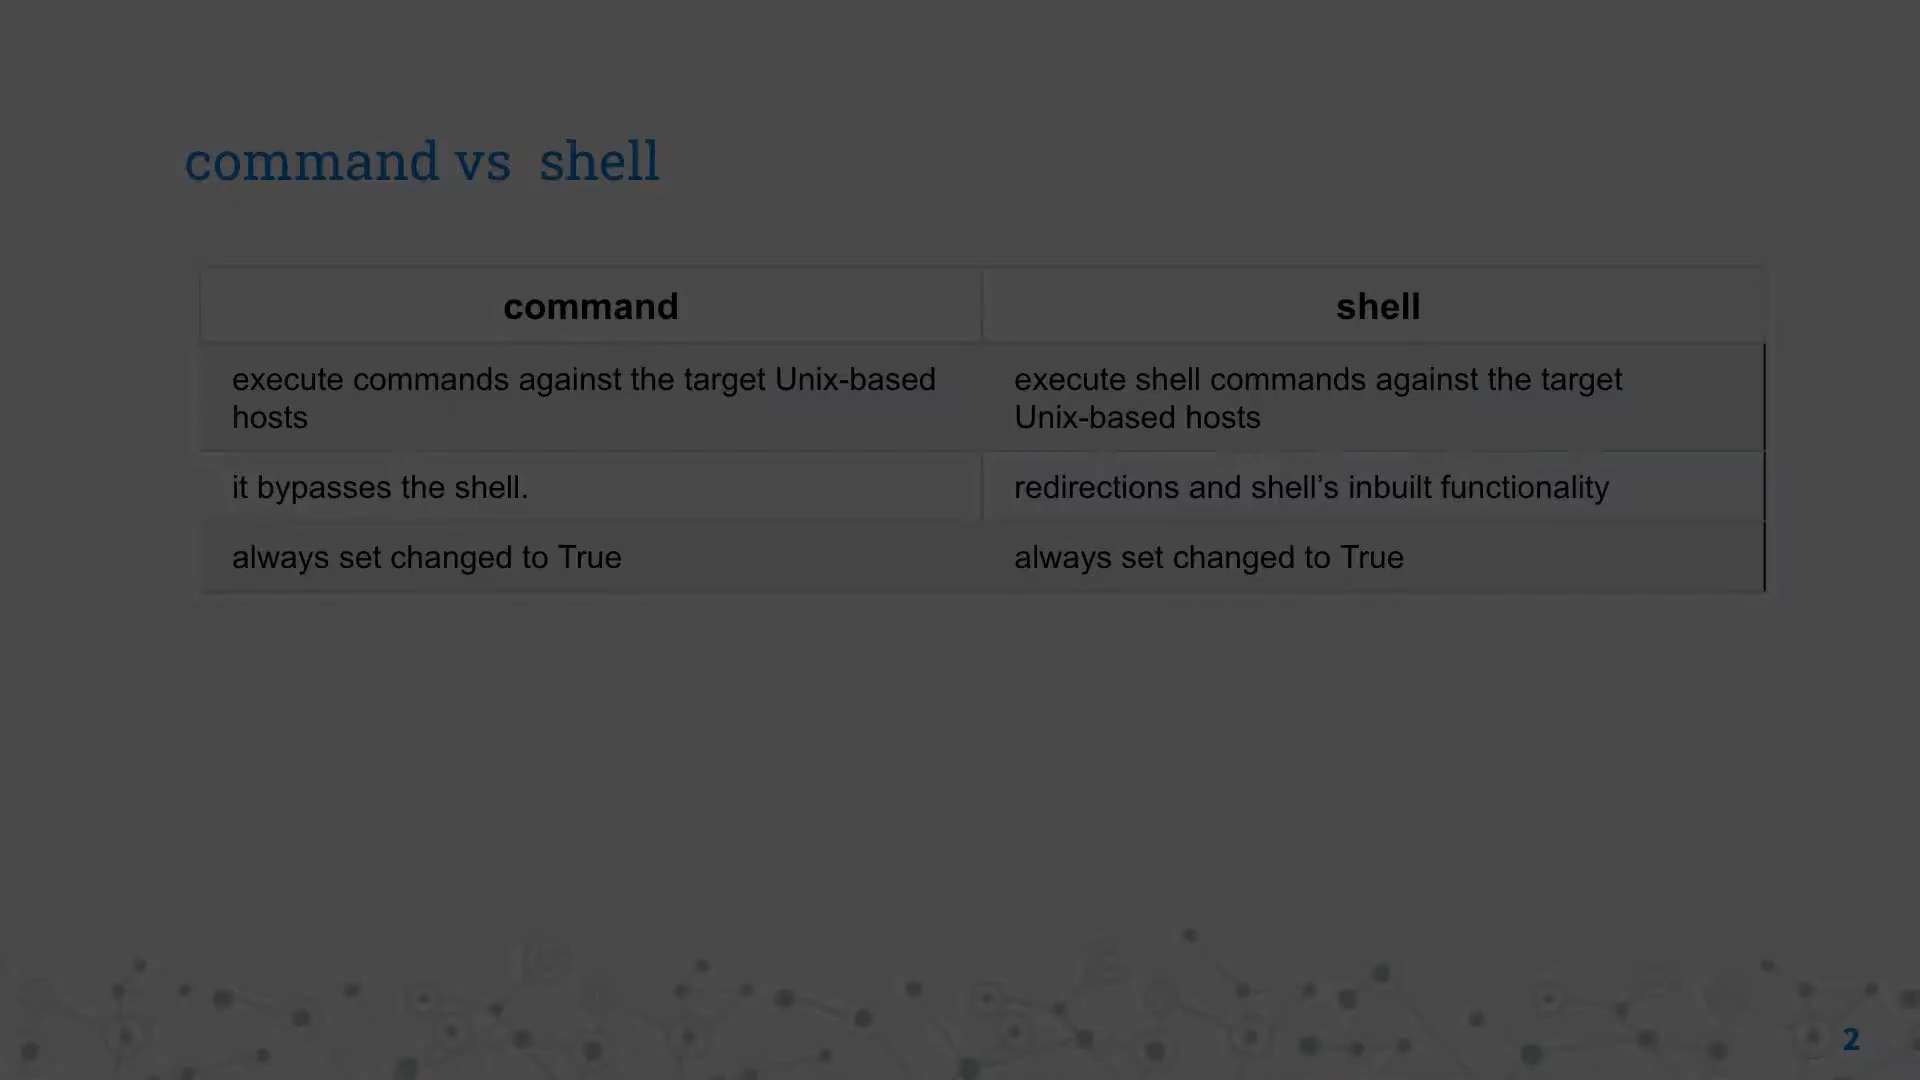 command vs shell
command
shell
execute commands against the target Unix-based
hosts
execute shell commands against the target
Unix-based hosts
it bypasses the shell.
redirections and shell’s inbuilt functionality
always set changed to True
always set changed to True
2